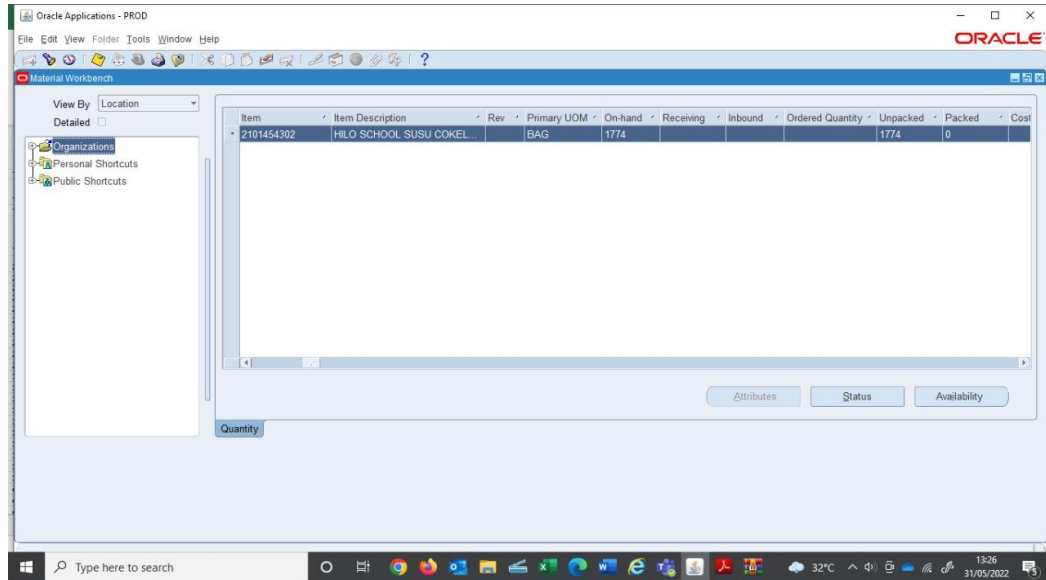 Oracle Applications - PROD
File Edit View Folder Tools Window Help
ORACLE
Material Workbench
View By Location
Detailed
Organizations
Personal Shortcuts
Public Shortcuts
Item Item Description Rev Primary UOM On-hand Receiving Inbound Ordered Quantity Unpacked Packed Cost
2101454302 HILO SCHOOL SUSU COKEL... BAG 1774 1774 0
Attributes Status Availability
Quantity
Type here to search
32°C
13:26
31/05/2022
5